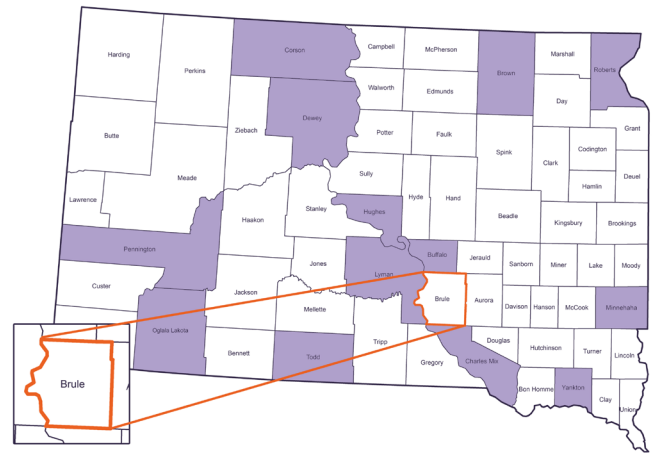 Harding
Perkins
Corson
Campbell
McPherson
Brown
Marshall
Roberts
Walworth
Edmunds
Day
Dewey
Ziebach
Butte
Potter
Faulk
Grant
Spink
Codington
Clark
Meade
Sully
Deuel
Hamlin
Lawrence
Hyde
Hand
Stanley
Hughes
Beadle
Kingsbury
Brookings
Haakon
Pennington
Buffalo
Jerauld
Sanborn
Miner
Lake
Moody
Jones
Lyman
Custer
Jackson
Brule
Aurora
Davison
Hanson
McCook
Minnehaha
Mellette
Oglala Lakota
Tripp
Douglas
Hutchinson
Turner
Lincoln
Bennett
Todd
Gregory
Charles Mix
Brule
Bon Homme
Yankton
Clay
Union